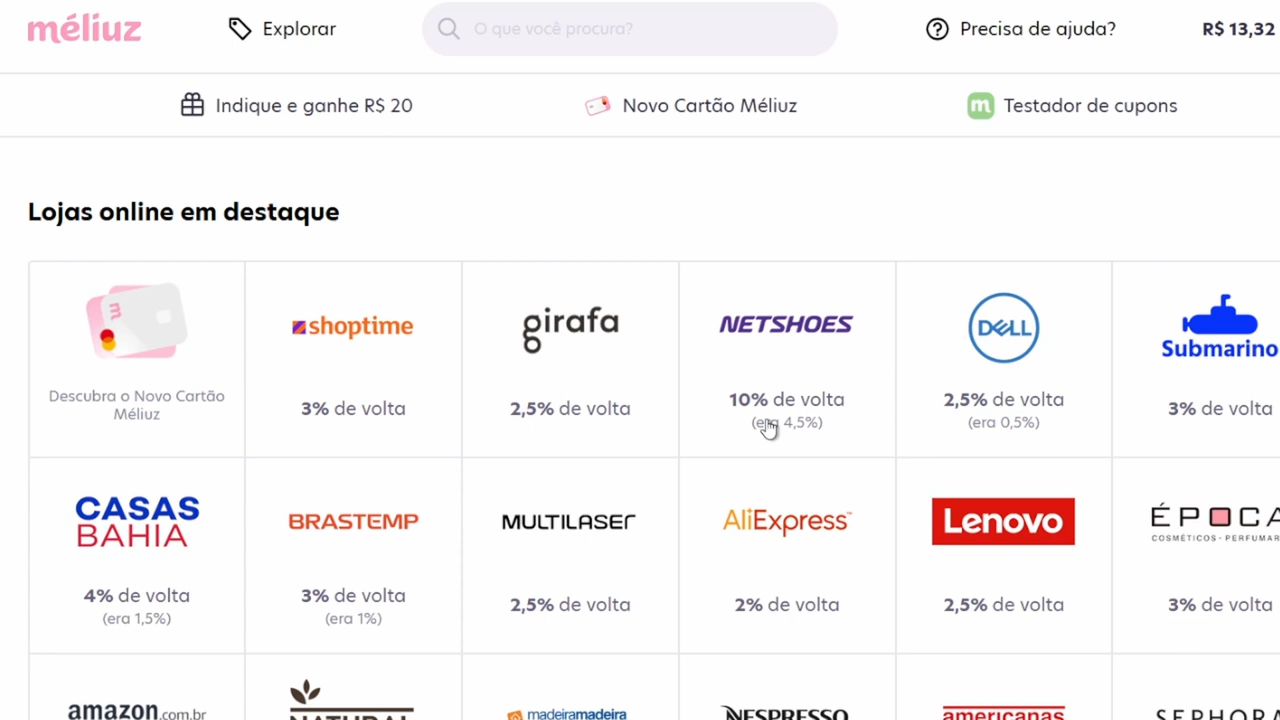 méliuz
Explorar
O que você procura?
Precisa de ajuda?
R$ 13,32
Indique e ganhe R$ 20
Novo Cartão Méliuz
m
Testador de cupons
Lojas online em destaque
m
Descubra o Novo Cartão
Méliuz
shoptime
3% de volta
girafa
2,5% de volta
NETSHOES
10% de volta
(era 4,5%)
DELL
2,5% de volta
(era 0,5%)
Submarino
3% de volta
CASAS
BAHIA
4% de volta
(era 1,5%)
BRASTEMP
3% de volta
(era 1%)
MULTILASER
2,5% de volta
AliExpress™
2% de volta
Lenovo
2,5% de volta
ÉPOCA
COSMÉTICOS · PERFUMAR
3% de volta
amazon.com.br
NATURAL
madeiramadeira
NESPRESSO
americanas
SEPHORA